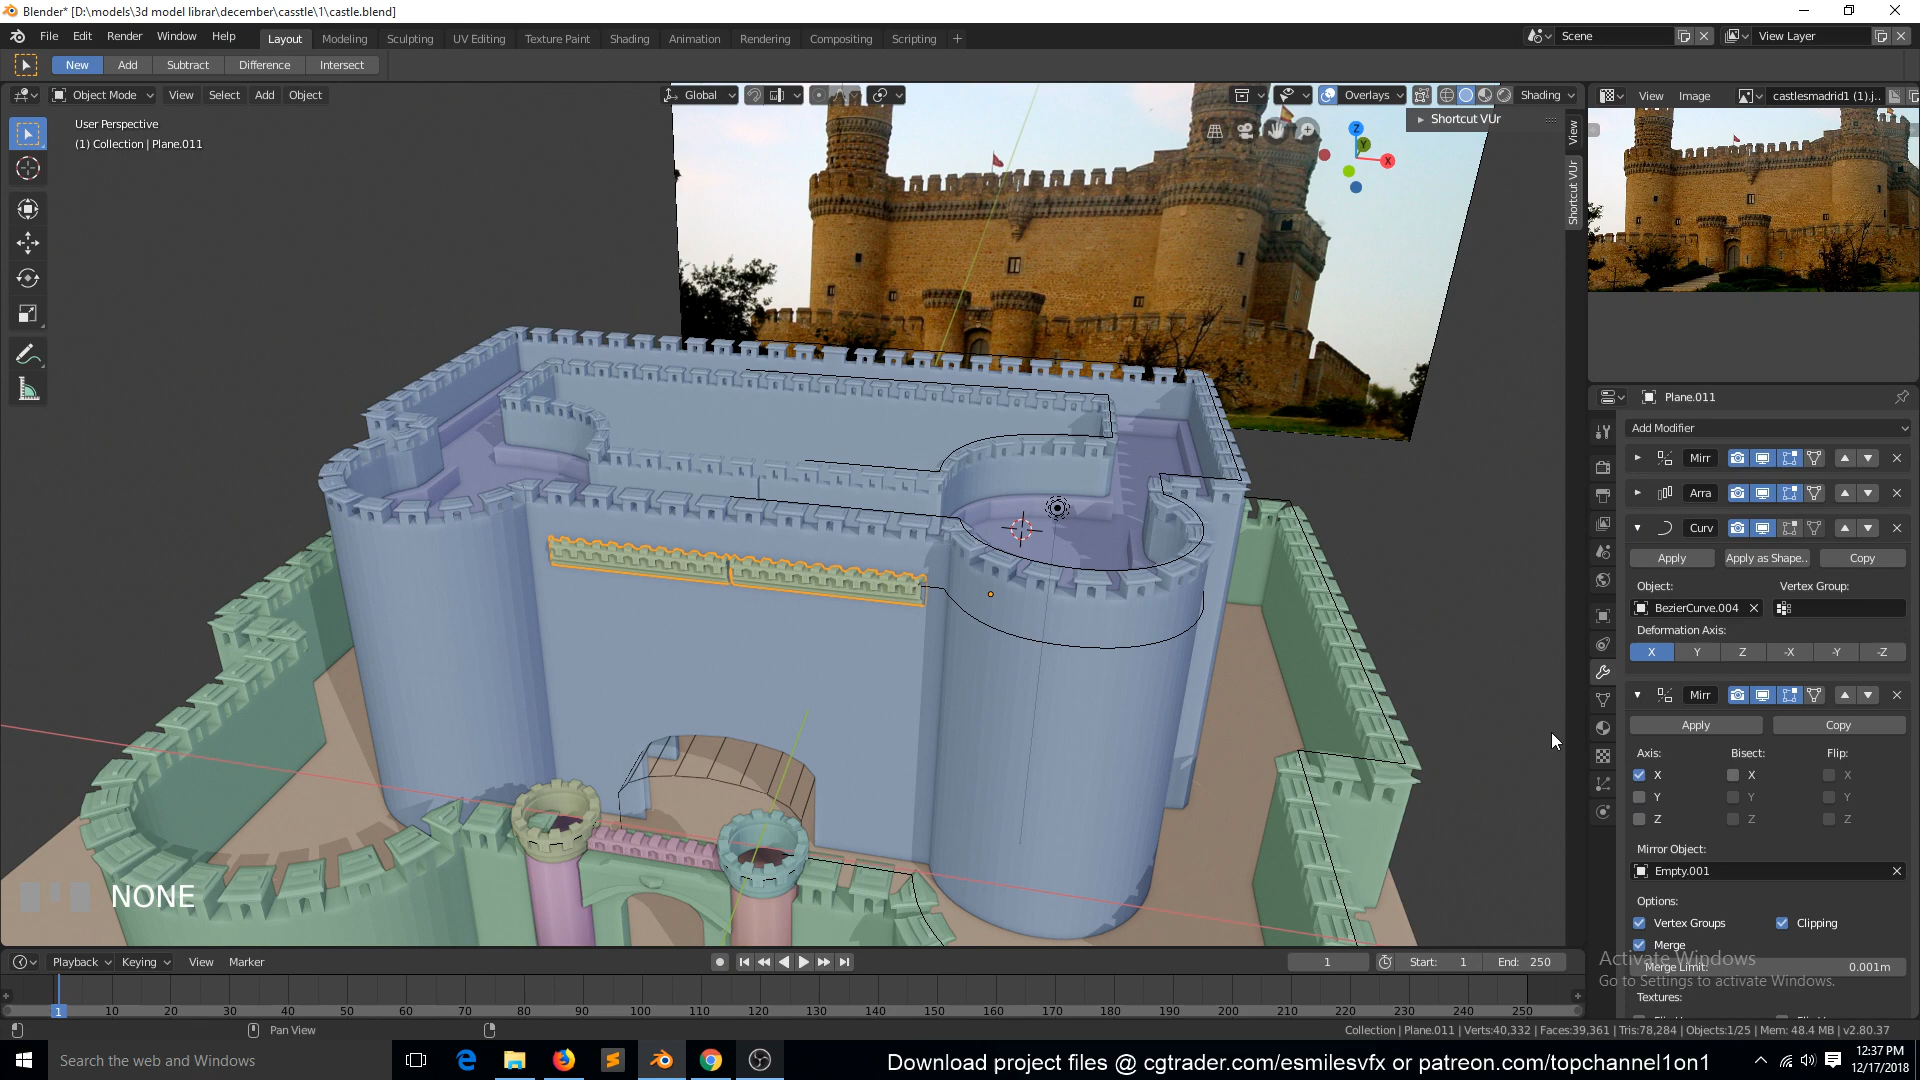 Blender* [D:\models\3d model librar\december\casstle\1\castle.blend]
File Edit Render Window Help Layout Modeling Sculpting UV Editing Texture Paint Shading Animation Rendering Compositing Scripting + Scene View Layer
New Add Subtract Difference Intersect
Object Mode View Select Add Object Global Overlays Shading View Image castlesmadrid1 (1).j..
User Perspective
(1) Collection | Plane.011
Shortcut VUr
View
Shortcut VUr
Z
Y
X
Plane.011
Add Modifier
Mirr
Arra
Curv
Apply Apply as Shape.. Copy
Object: Vertex Group:
BezierCurve.004
Deformation Axis:
X Y Z -X -Y -Z
Mirr
Apply Copy
Axis: Bisect: Flip:
X X X
Y Y Y
Z Z Z
Mirror Object:
Empty.001
Options:
Vertex Groups Clipping
Merge
Merge Limit: 0.001m
Textures:
Activate Windows
Go to Settings to activate Windows.
NONE
Playback Keying View Marker 1 Start: 1 End: 250
1 10 20 30 40 50 60 70 80 90 100 110 120 130 140 150 160 170 180 190 200 210 220 230 240 250
Pan View
Collection | Plane.011 | Verts:40,332 | Faces:39,361 | Tris:78,284 | Objects:1/25 | Mem: 48.4 MB | v2.80.37
Search the web and Windows
Download project files @ cgtrader.com/esmilesvfx or patreon.com/topchannel1on1
12:37 PM
12/17/2018